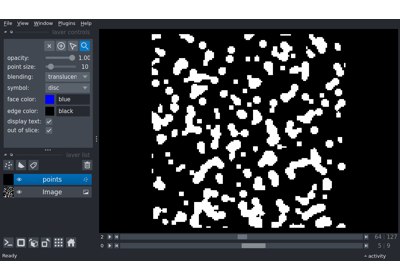 File View Window Plugins Help
layer controls
opacity: 1.00
point size: 10
blending: translucen
symbol: disc
face color: blue
edge color: black
display text:
out of slice:
layer list
points
Image
2 64 127
0 5 9
Ready activity